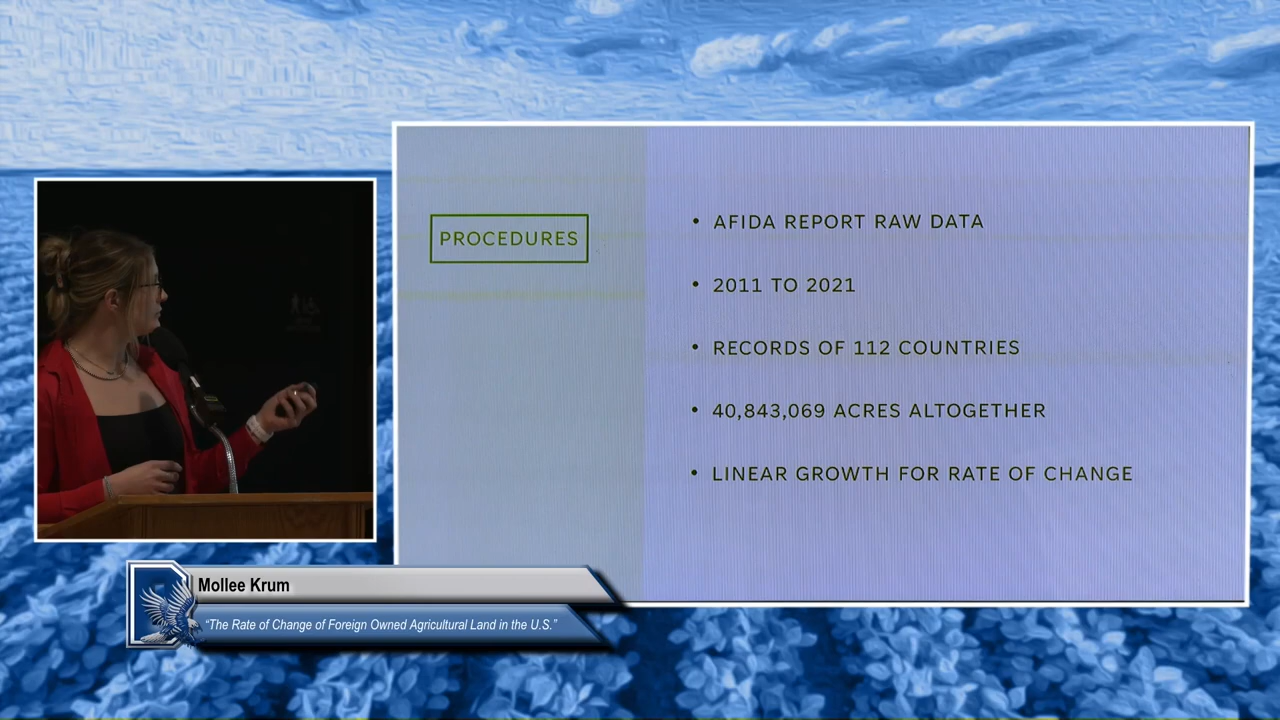 PROCEDURES
• AFIDA REPORT RAW DATA
• 2011 TO 2021
• RECORDS OF 112 COUNTRIES
• 40,843,069 ACRES ALTOGETHER
• LINEAR GROWTH FOR RATE OF CHANGE
Mollee Krum
“The Rate of Change of Foreign Owned Agricultural Land in the U.S.”